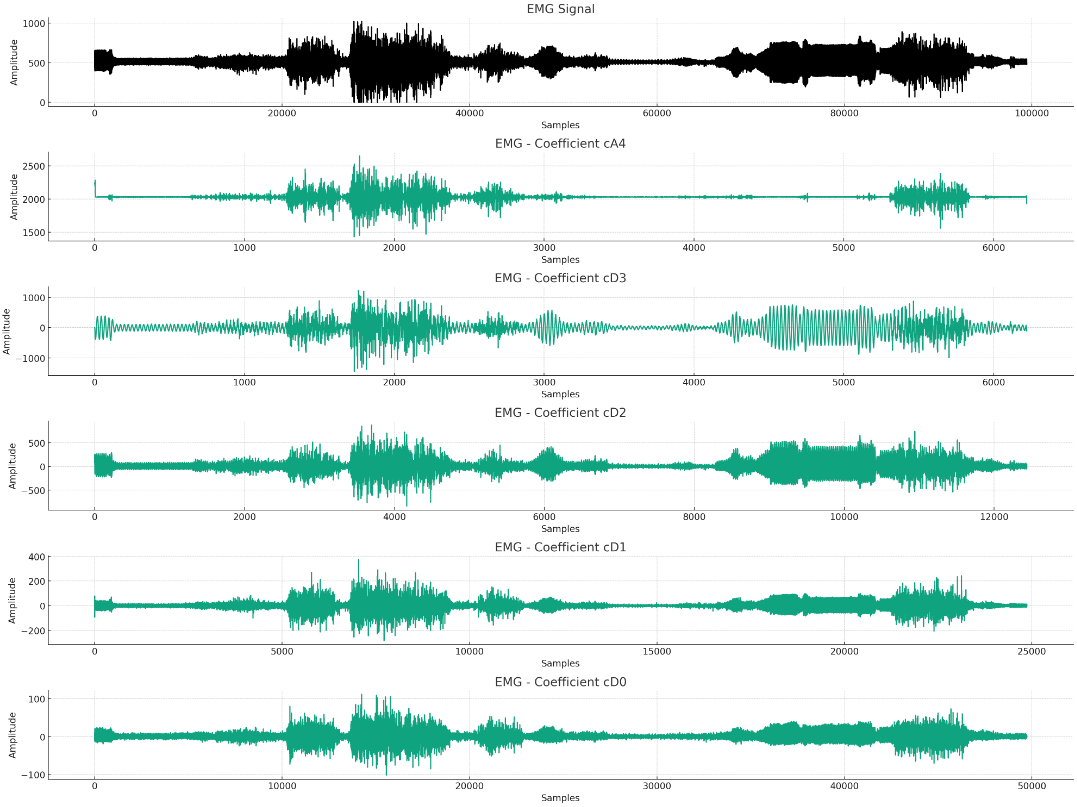 EMG Signal
1000
500
0
Amplitude
0 20000 40000 60000 80000 100000
Samples
EMG - Coefficient cA4
2500
2000
1500
Amplitude
0 1000 2000 3000 4000 5000 6000
Samples
EMG - Coefficient cD3
1000
0
−1000
Amplitude
0 1000 2000 3000 4000 5000 6000
Samples
EMG - Coefficient cD2
500
0
−500
Amplitude
0 2000 4000 6000 8000 10000 12000
Samples
EMG - Coefficient cD1
400
200
0
−200
Amplitude
0 5000 10000 15000 20000 25000
Samples
EMG - Coefficient cD0
100
0
−100
Amplitude
0 10000 20000 30000 40000 50000
Samples